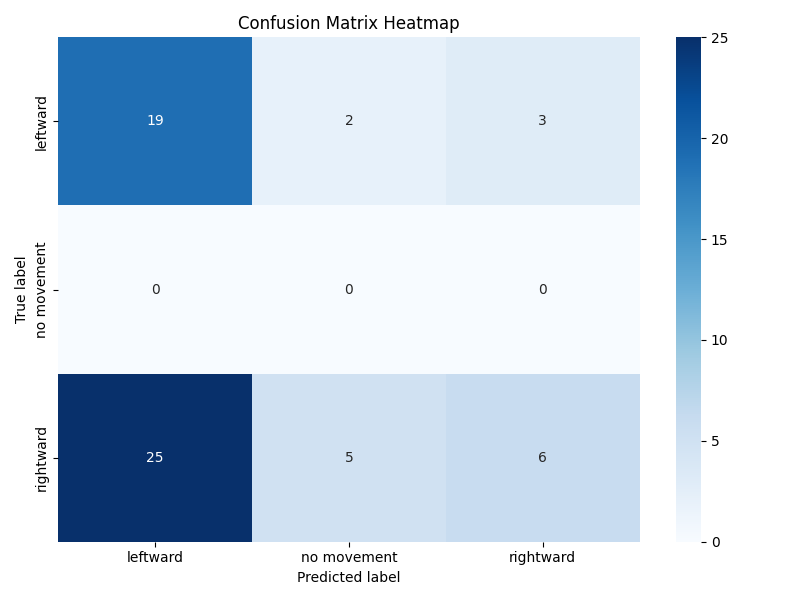 Confusion Matrix Heatmap
True label
leftward
no movement
rightward
19 2 3
0 0 0
25 5 6
leftward no movement rightward
Predicted label
25
20
15
10
5
0